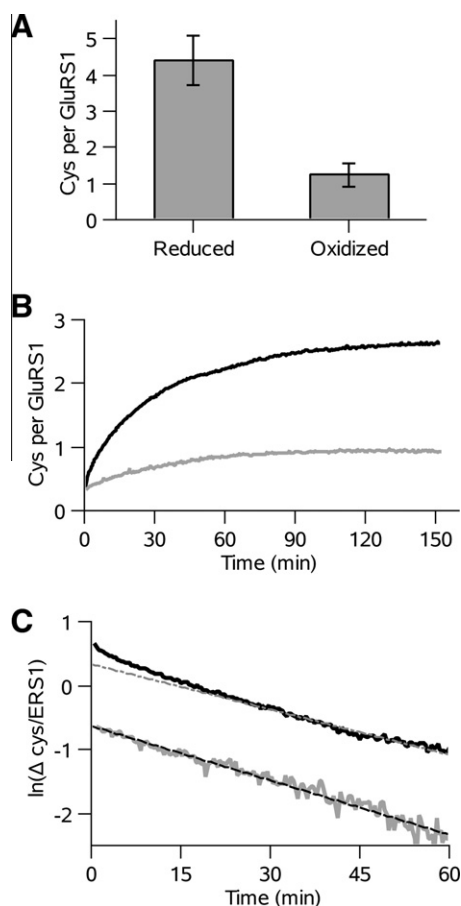 A
Cys per GluRS1
5
4
3
2
1
0
Reduced Oxidized
B
Cys per GluRS1
3
2
1
0
0 30 60 90 120 150
Time (min)
C
ln(Δ cys/ERS1)
1
0
-1
-2
0 15 30 45 60
Time (min)